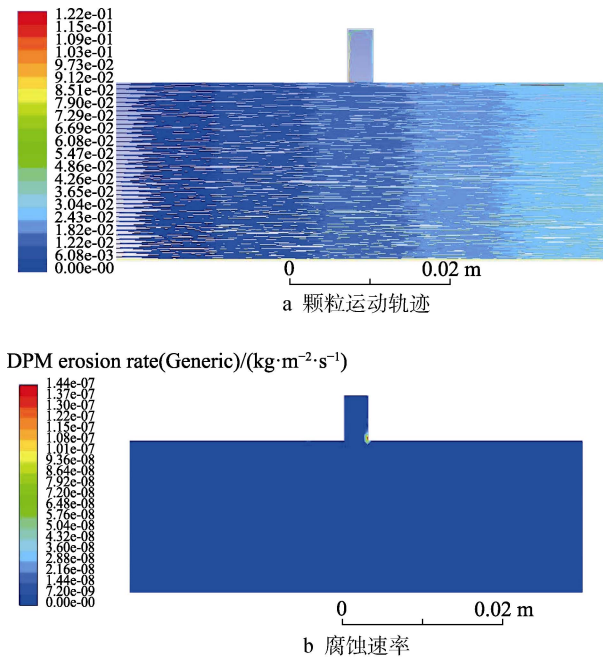 1.22e-01
1.15e-01
1.09e-01
1.03e-01
9.73e-02
9.12e-02
8.51e-02
7.90e-02
7.29e-02
6.69e-02
6.08e-02
5.47e-02
4.86e-02
4.26e-02
3.65e-02
3.04e-02
2.43e-02
1.82e-02
1.22e-02
6.08e-03
0.00e-00
0 0.02 m
a 颗粒运动轨迹
DPM erosion rate(Generic)/(kg·m⁻²·s⁻¹)
1.44e-07
1.37e-07
1.30e-07
1.22e-07
1.15e-07
1.08e-07
1.01e-07
9.36e-08
8.64e-08
7.92e-08
7.20e-08
6.48e-08
5.76e-08
5.04e-08
4.32e-08
3.60e-08
2.88e-08
2.16e-08
1.44e-08
7.20e-09
0.00e-00
0 0.02 m
b 腐蚀速率